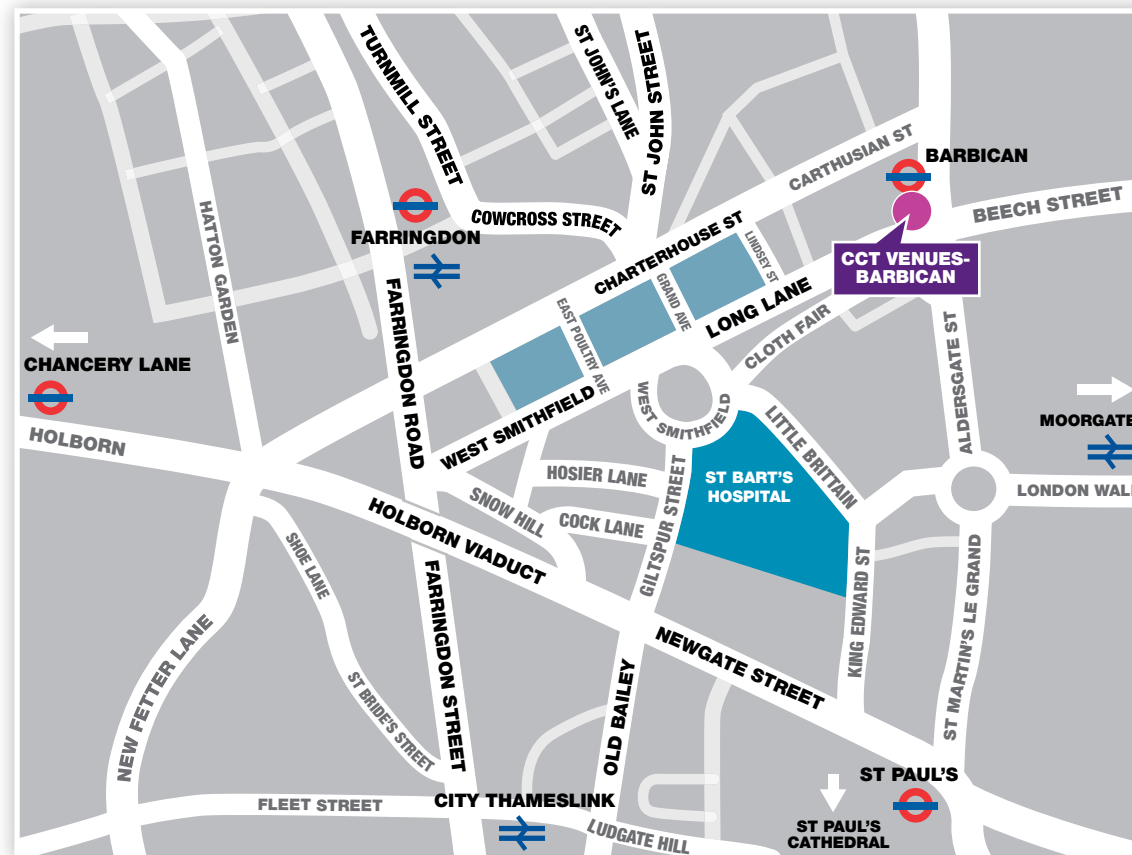 TURNMILL STREET
ST JOHN'S LANE
ST JOHN STREET
CARTHUSIAN ST
BARBICAN
BEECH STREET
HATTON GARDEN
FARRINGDON
COWCROSS STREET
CHARTERHOUSE ST
LINDSEY ST
CCT VENUES-
BARBICAN
GRAND AVE
LONG LANE
EAST POULTRY AVE
CLOTH FAIR
FARRINGDON ROAD
ALDERSGATE ST
CHANCERY LANE
HOLBORN
WEST SMITHFIELD
WEST SMITHFIELD
LITTLE BRITTAIN
MOORGATE
HOSIER LANE
ST BART'S
HOSPITAL
LONDON WALL
SNOW HILL
COCK LANE
GILTSPUR STREET
HOLBORN VIADUCT
SHOE LANE
KING EDWARD ST
ST MARTIN'S LE GRAND
FARRINGDON STREET
NEWGATE STREET
NEW FETTER LANE
ST BRIDE'S STREET
OLD BAILEY
ST PAUL'S
FLEET STREET
CITY THAMESLINK
LUDGATE HILL
ST PAUL'S
CATHEDRAL